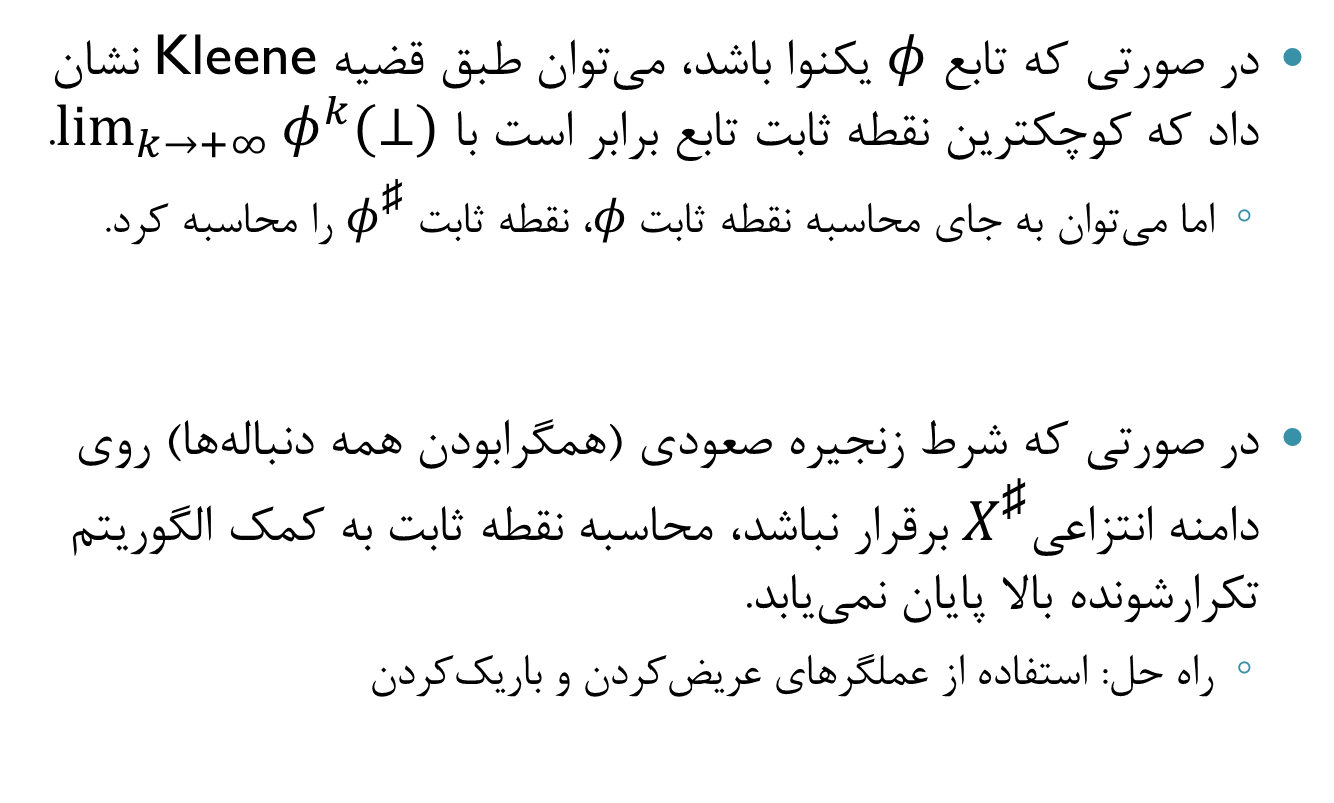 • در صورتی که تابع ϕ یکنوا باشد، می‌توان طبق قضیه Kleene نشان
داد که کوچکترین نقطه ثابت تابع برابر است با lim_{k→+∞} ϕ^k(⊥).
○ اما می‌توان به جای محاسبه نقطه ثابت ϕ، نقطه ثابت ϕ^♯ را محاسبه کرد.
• در صورتی که شرط زنجیره صعودی (همگرابودن همه دنباله‌ها) روی
دامنه انتزاعی X^♯ برقرار نباشد، محاسبه نقطه ثابت به کمک الگوریتم
تکرارشونده بالا پایان نمی‌یابد.
○ راه حل: استفاده از عملگرهای عریض‌کردن و باریک‌کردن